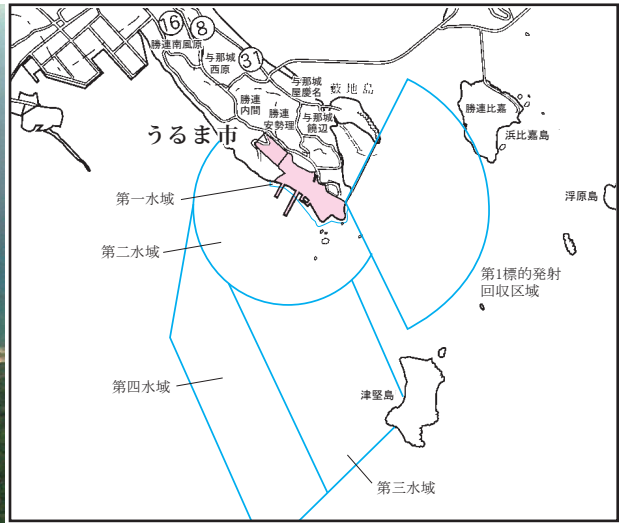 16
8
勝連南風原
与那城
西原
31
与那城
屋慶名
藪地島
勝連
内間
勝連
安勢理
与那城
饒辺
うるま市
勝連比嘉
浜比嘉島
浮原島
第一水域
第二水域
第1標的発射
回収区域
第四水域
津堅島
第三水域